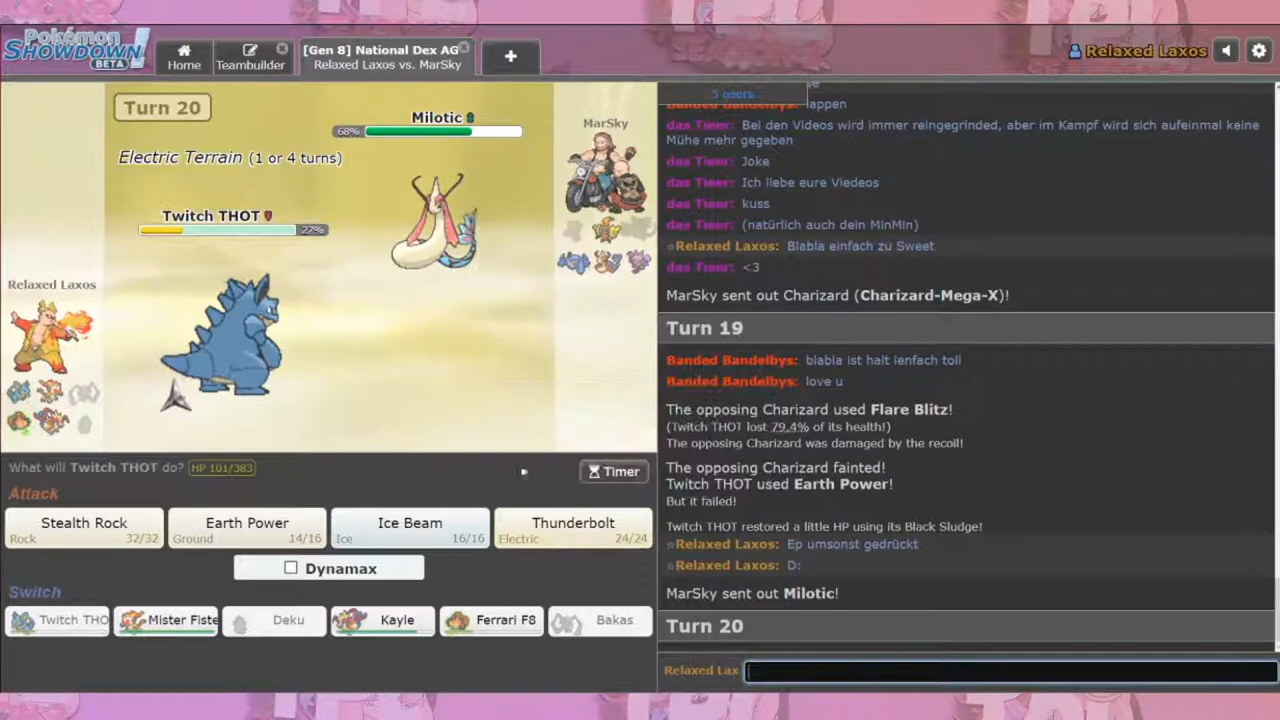 Pokémon
SHOWDOWN!
BETA
Home
Teambuilder
[Gen 8] National Dex AG
Relaxed Laxos vs. MarSky
+
Relaxed Laxos
Turn 20
Electric Terrain (1 or 4 turns)
Milotic
68%
Twitch THOT
27%
MarSky
Relaxed Laxos
5 users
Banded Bandelbys: lappen
das Tieer: Bei den Videos wird immer reingegrinded, aber im Kampf wird sich aufeinmal keine
Mühe mehr gegeben
das Tieer: Joke
das Tieer: Ich liebe eure Viedeos
das Tieer: kuss
das Tieer: (natürlich auch dein MinMin)
☆Relaxed Laxos: Blabla einfach zu Sweet
das Tieer: <3
MarSky sent out Charizard (Charizard-Mega-X)!
Turn 19
Banded Bandelbys: blabla ist halt ienfach toll
Banded Bandelbys: love u
The opposing Charizard used Flare Blitz!
(Twitch THOT lost 79.4% of its health!)
The opposing Charizard was damaged by the recoil!
The opposing Charizard fainted!
Twitch THOT used Earth Power!
But it failed!
Twitch THOT restored a little HP using its Black Sludge!
☆Relaxed Laxos: Ep umsonst gedrückt
☆Relaxed Laxos: D:
MarSky sent out Milotic!
Turn 20
Relaxed Lax
What will Twitch THOT do? HP 101/383
Timer
Attack
Stealth Rock
Rock 32/32
Earth Power
Ground 14/16
Ice Beam
Ice 16/16
Thunderbolt
Electric 24/24
Dynamax
Switch
Twitch THO
Mister Fiste
Deku
Kayle
Ferrari F8
Bakas